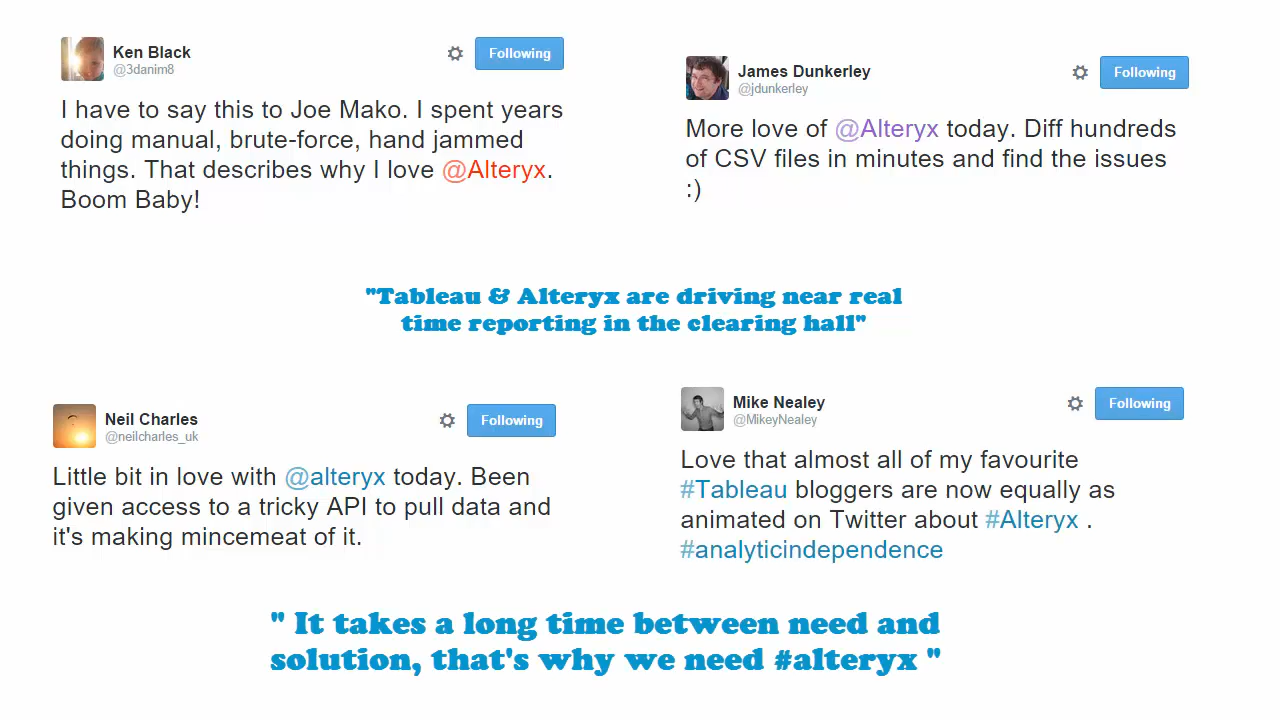 Ken Black
@3danim8
Following
I have to say this to Joe Mako. I spent years
doing manual, brute-force, hand jammed
things. That describes why I love @Alteryx.
Boom Baby!
James Dunkerley
@jdunkerley
Following
More love of @Alteryx today. Diff hundreds
of CSV files in minutes and find the issues
:)
"Tableau & Alteryx are driving near real
time reporting in the clearing hall"
Neil Charles
@neilcharles_uk
Following
Little bit in love with @alteryx today. Been
given access to a tricky API to pull data and
it's making mincemeat of it.
Mike Nealey
@MikeyNealey
Following
Love that almost all of my favourite
#Tableau bloggers are now equally as
animated on Twitter about #Alteryx .
#analyticindependence
" It takes a long time between need and
solution, that's why we need #alteryx "